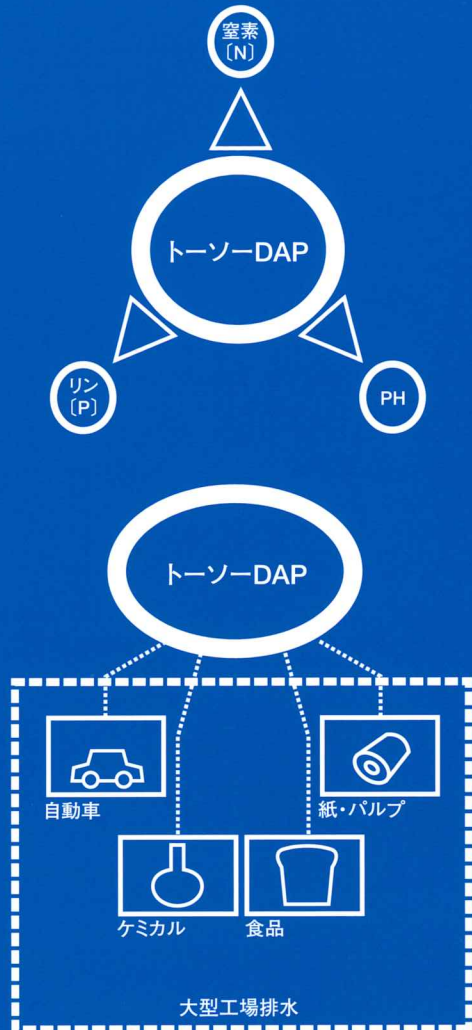 窒素
〔N〕
トーソーDAP
リン
〔P〕
PH
トーソーDAP
自動車
紙・パルプ
ケミカル
食品
大型工場排水